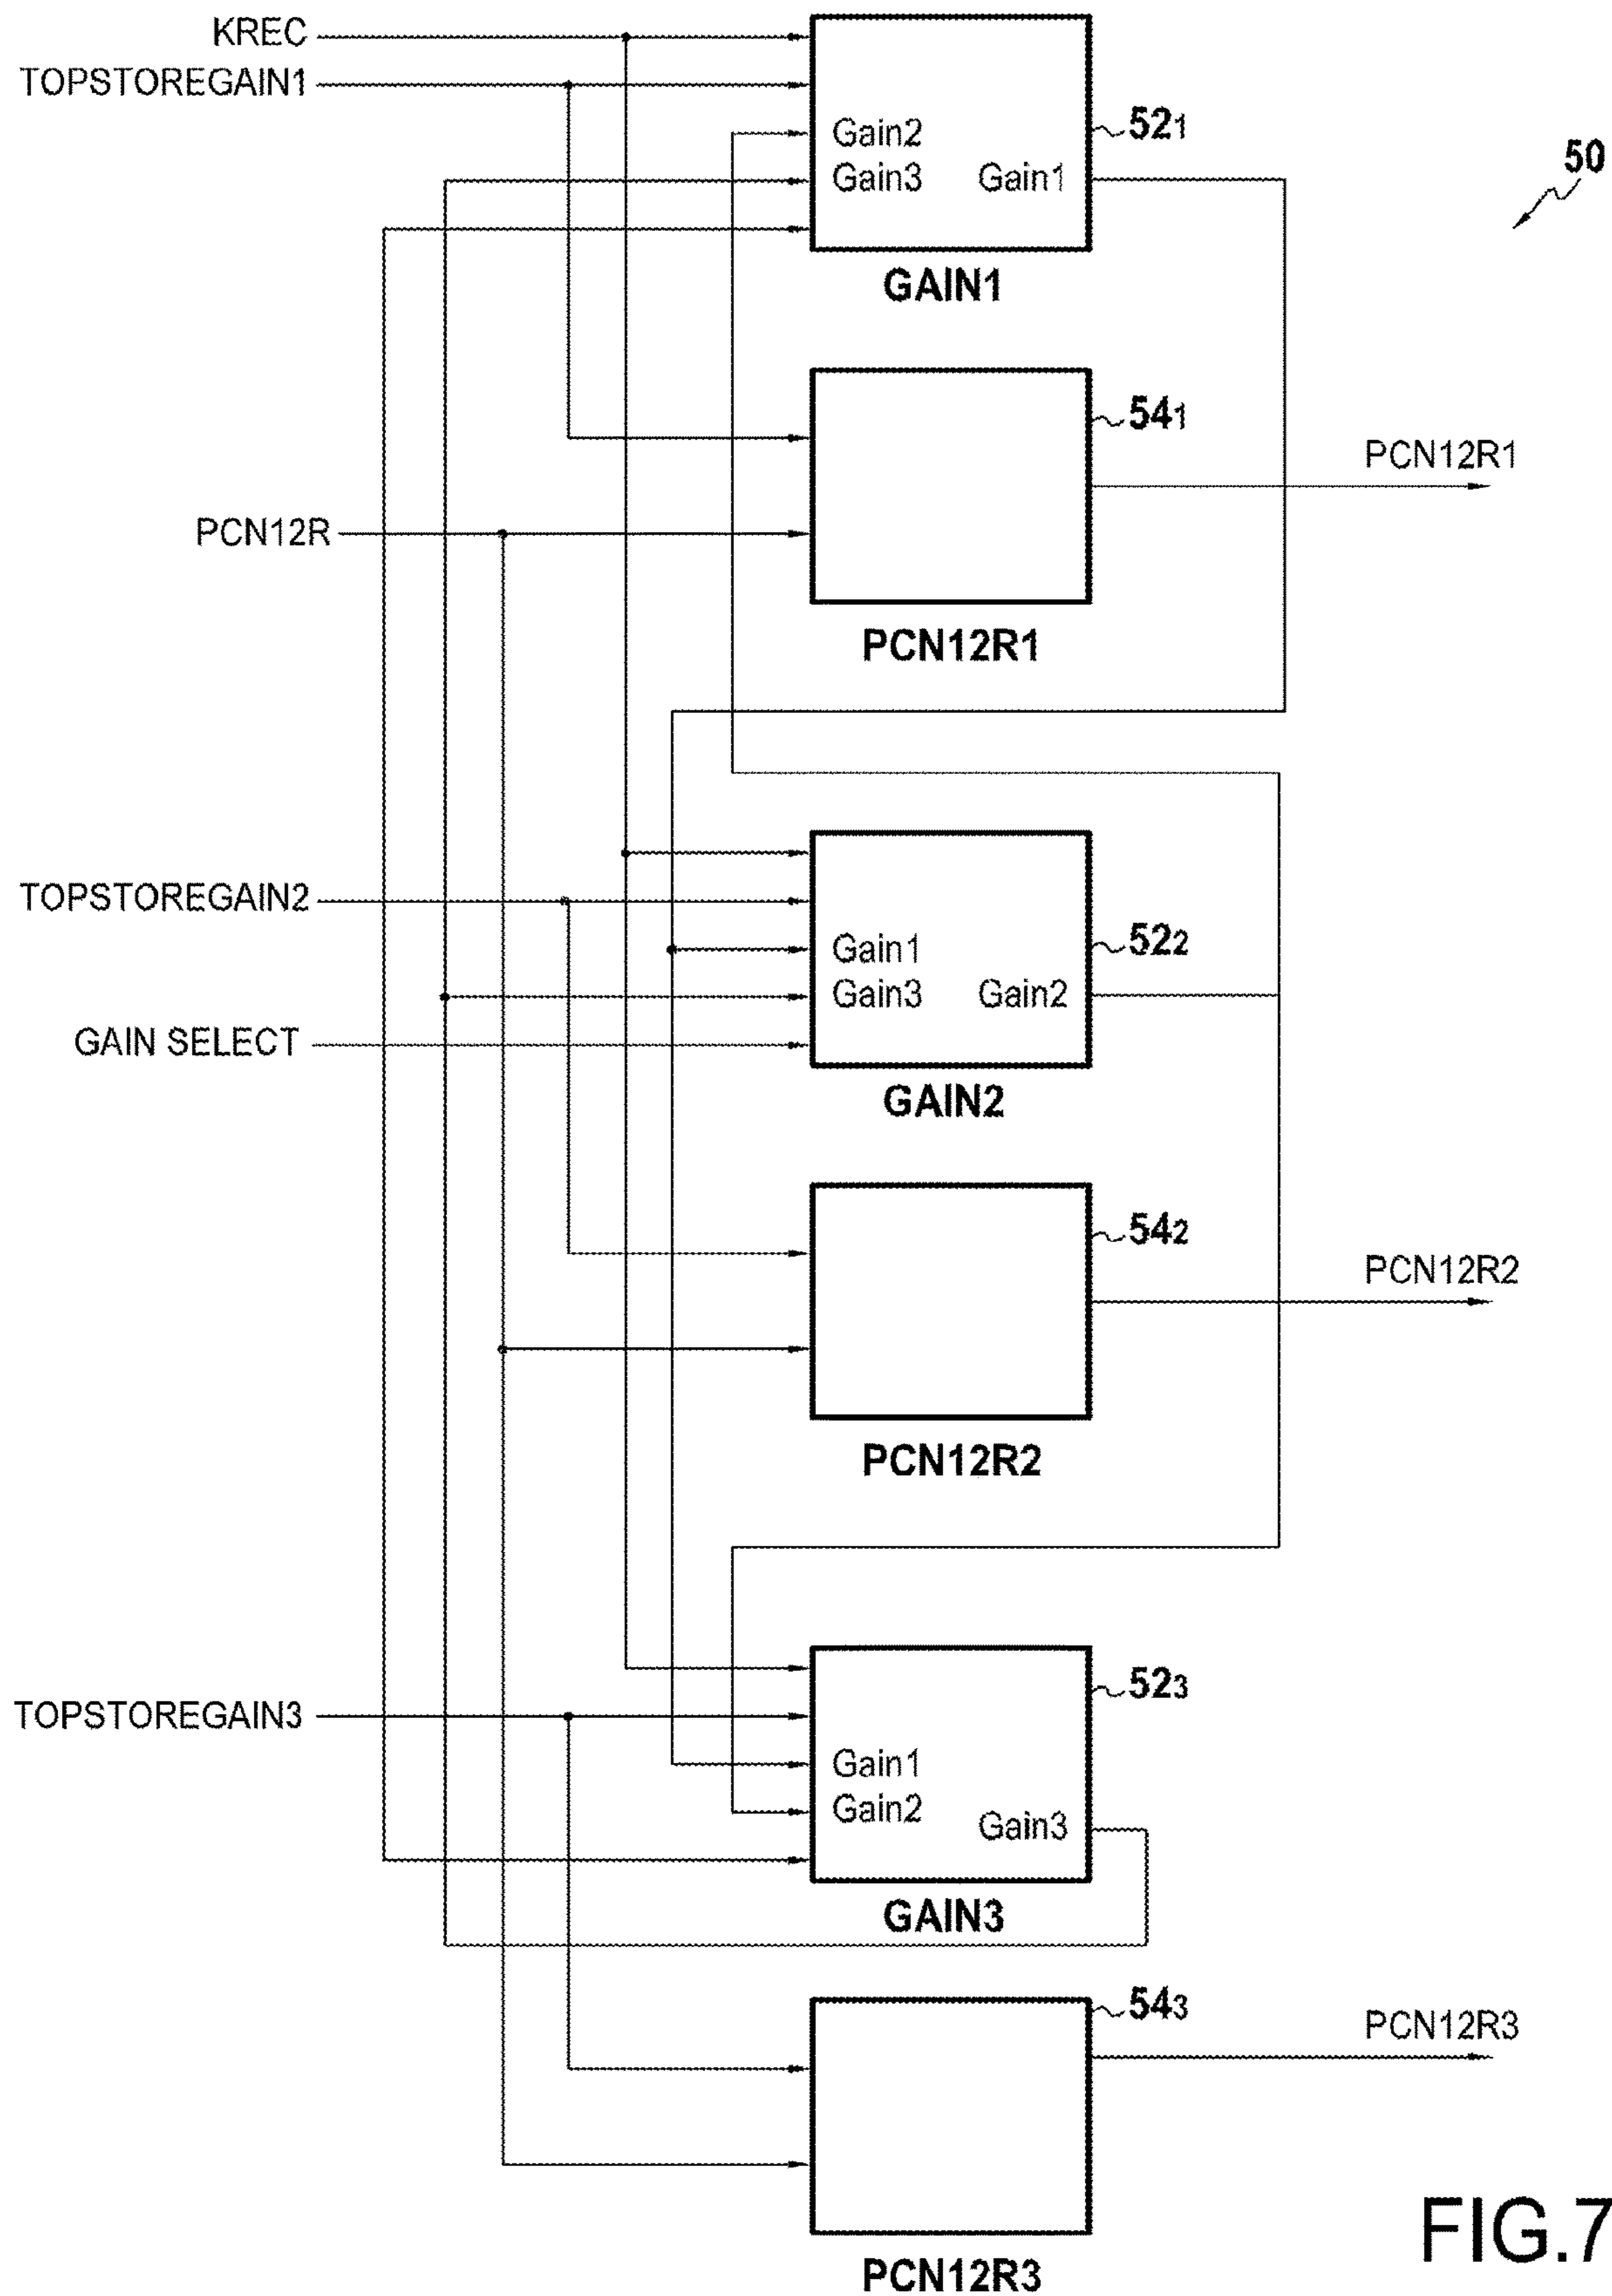 KREC
TOPSTOREGAIN1
Gain2
Gain3 Gain1
52₁
50
GAIN1
54₁
PCN12R1
PCN12R
PCN12R1
TOPSTOREGAIN2
Gain1
Gain3 Gain2
52₂
GAIN SELECT
GAIN2
54₂
PCN12R2
PCN12R2
52₃
TOPSTOREGAIN3
Gain1
Gain2
Gain3
GAIN3
54₃
PCN12R3
PCN12R3
FIG.7